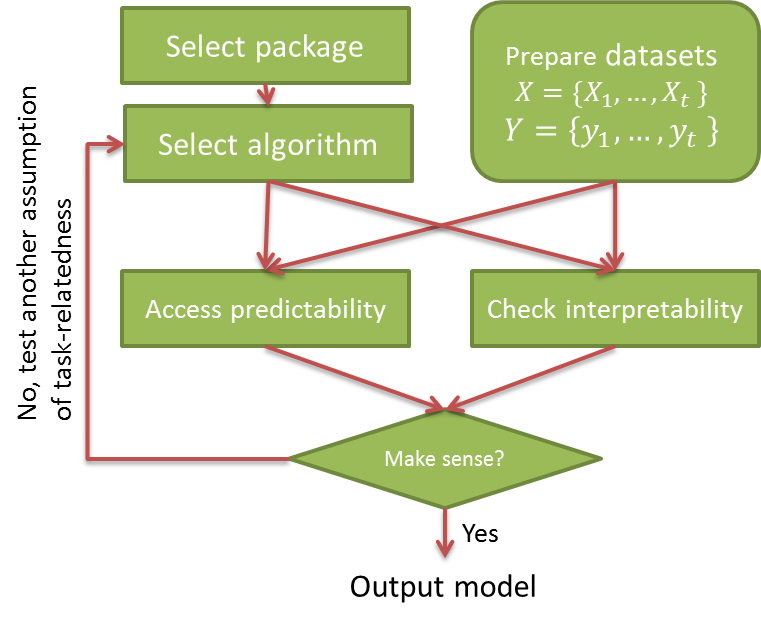 Select package
Prepare datasets
X = {X₁, …, Xₜ }
Y = {y₁, … , yₜ }
Select algorithm
No, test another assumption
of task-relatedness
Access predictability
Check interpretability
Make sense?
Yes
Output model